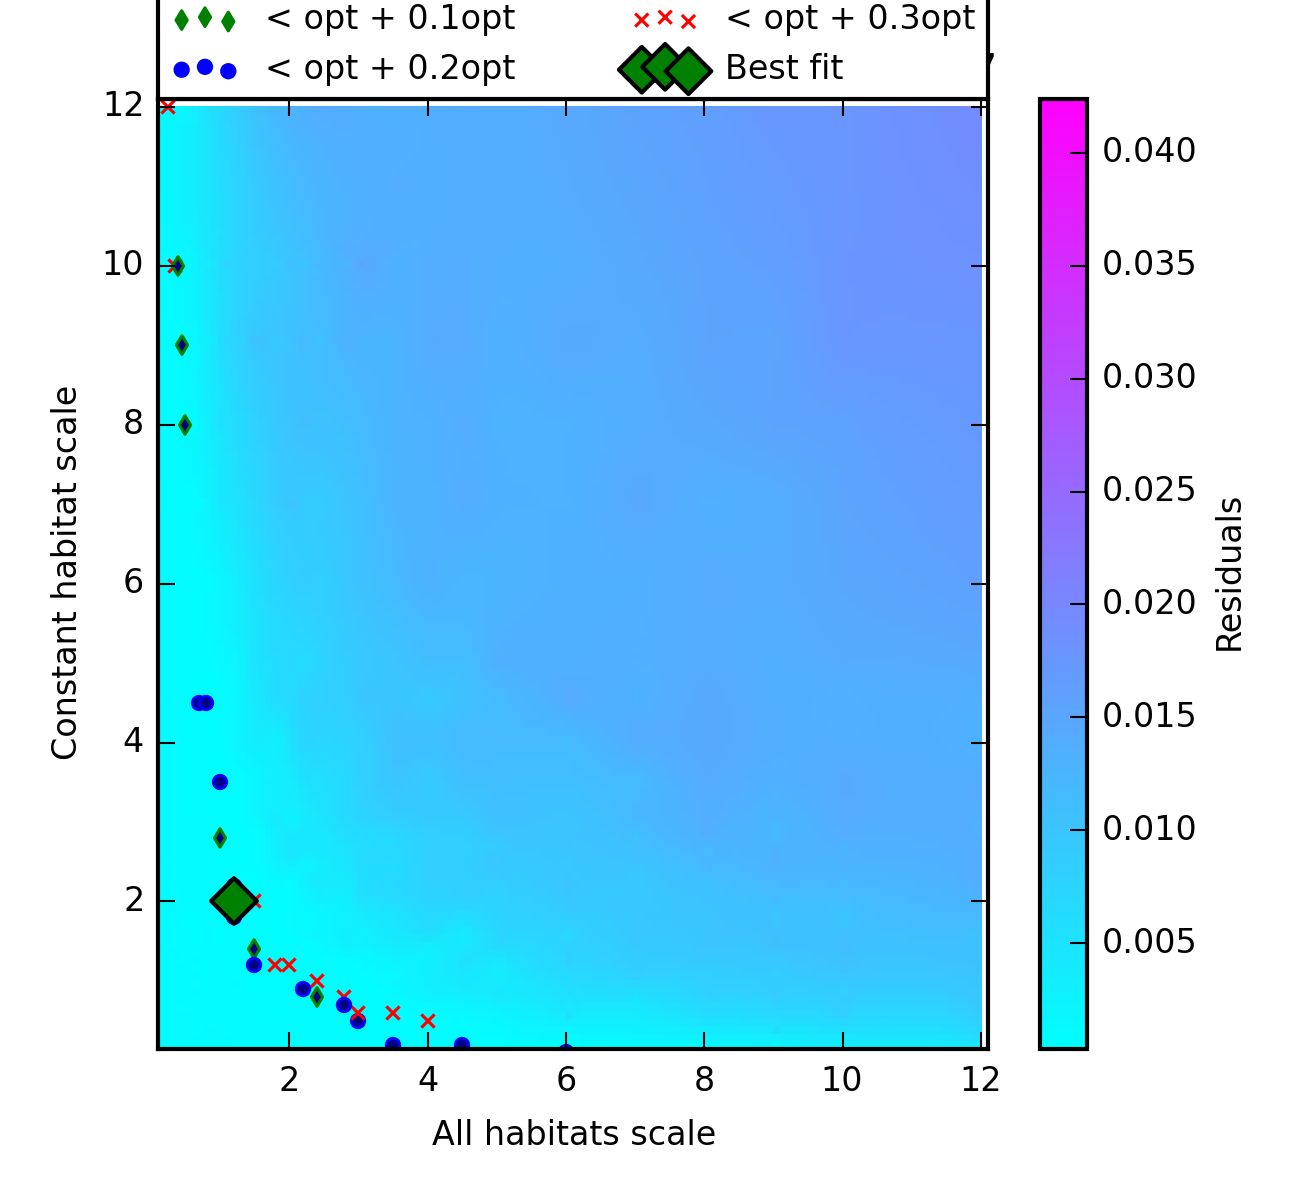 < opt + 0.1opt
< opt + 0.3opt
< opt + 0.2opt
Best fit
12
10
8
6
4
2
Constant habitat scale
2
4
6
8
10
12
All habitats scale
0.040
0.035
0.030
0.025
0.020
0.015
0.010
0.005
Residuals